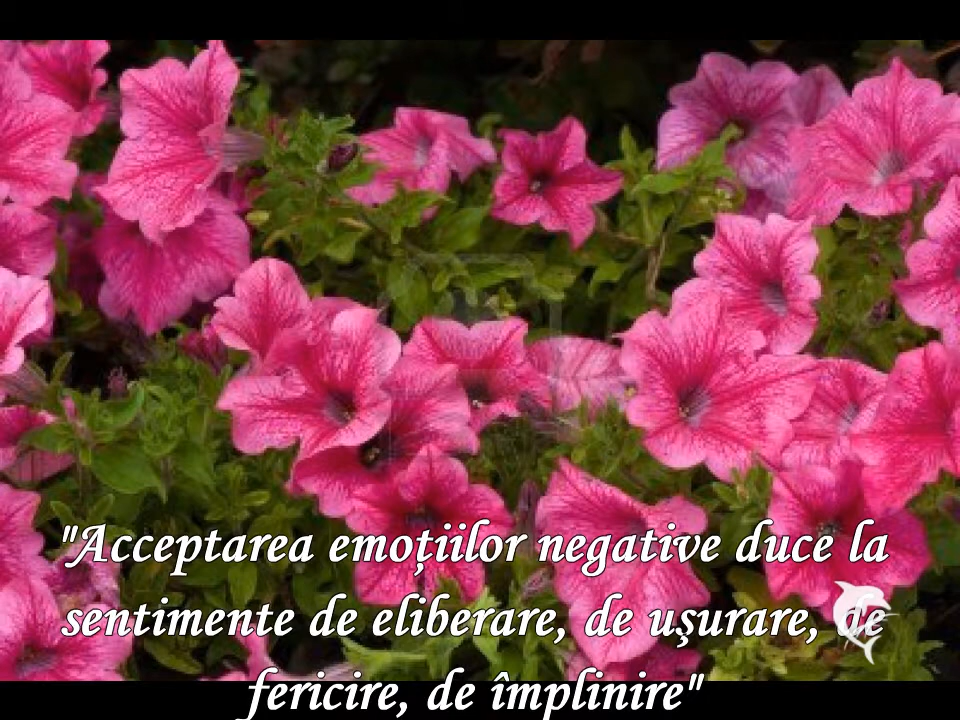 "Acceptarea emoțiilor negative duce la
sentimente de eliberare, de uşurare, de
fericire, de împlinire"